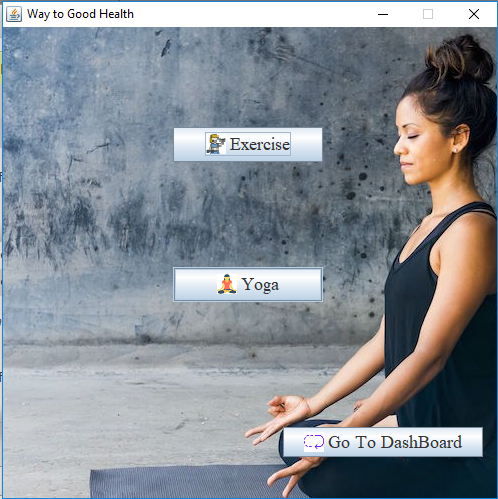 Way to Good Health
Exercise
Yoga
Go To DashBoard